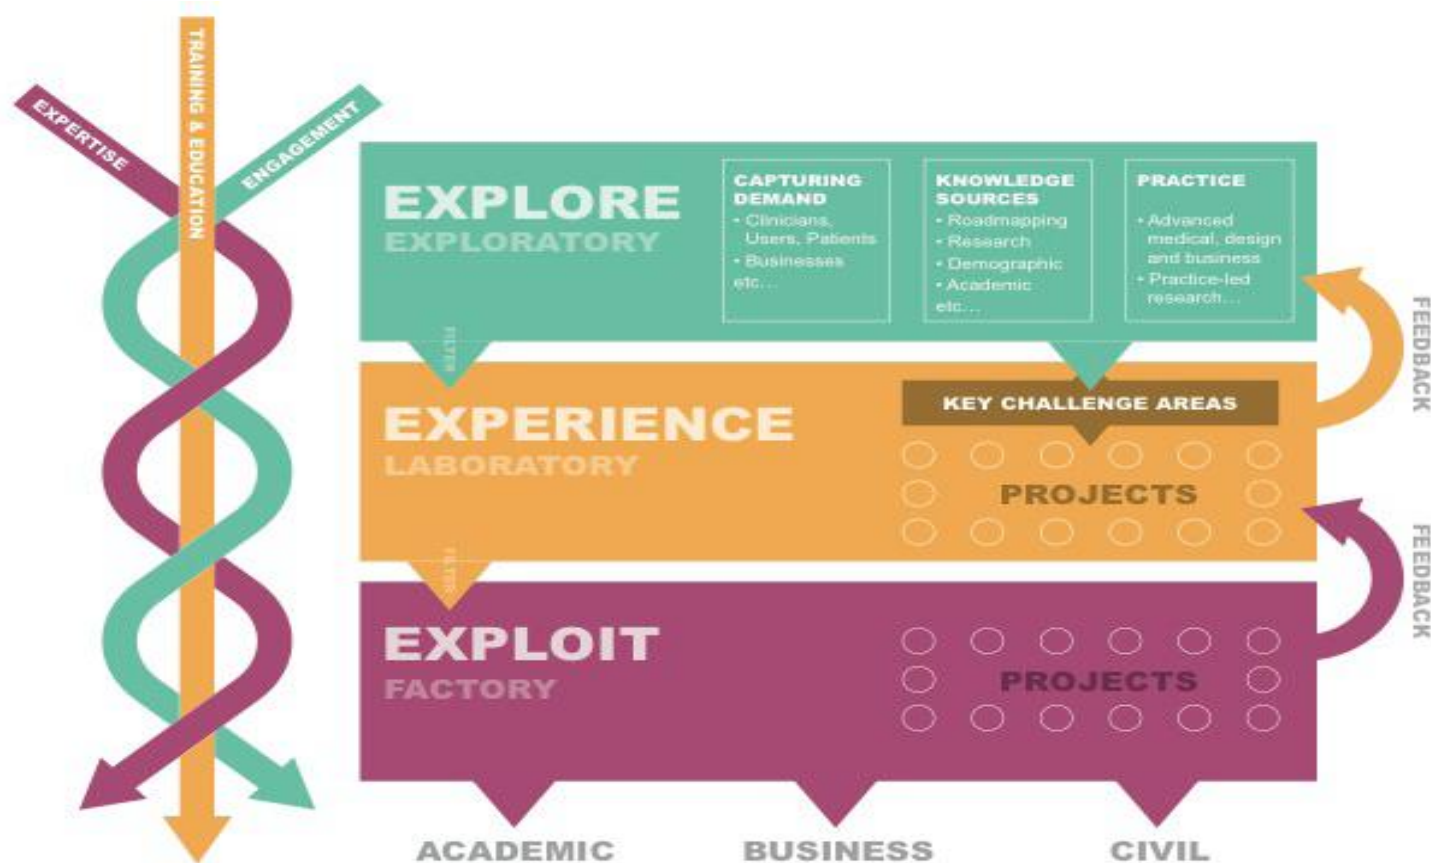 TRAINING & EDUCATION
EXPERTISE
ENGAGEMENT
EXPLORE
EXPLORATORY
CAPTURING
DEMAND
• Clinicians,
Users, Patients
• Businesses
etc...
KNOWLEDGE
SOURCES
• Roadmapping
• Research
• Demographic
• Academic
etc...
PRACTICE
• Advanced
medical, design
and business
• Practice-led
research...
FILTER
FEEDBACK
EXPERIENCE
LABORATORY
KEY CHALLENGE AREAS
PROJECTS
FILTER
FEEDBACK
EXPLOIT
FACTORY
PROJECTS
ACADEMIC
BUSINESS
CIVIL